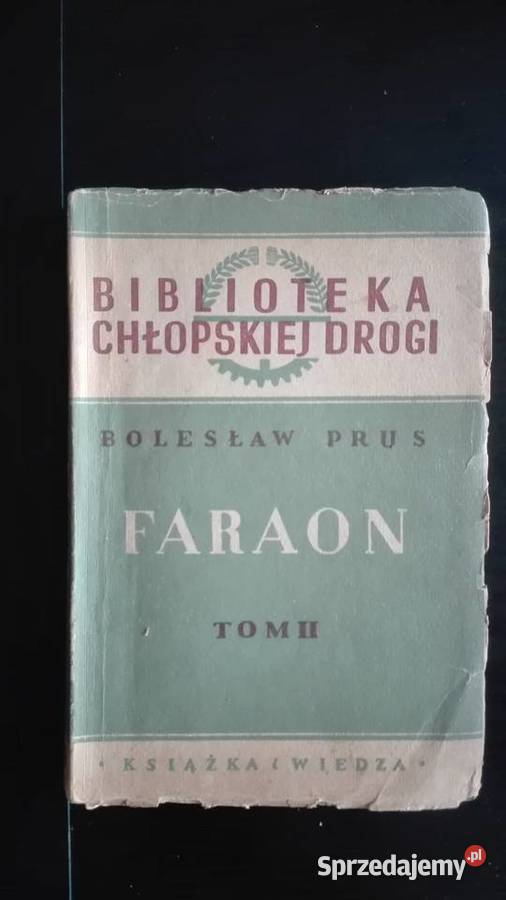 BIBLIOTEKA
CHŁOPSKIEJ DROGI
BOLESŁAW PRUS
FARAON
TOM II
• KSIĄŻKA i WIEDZA •
Sprzedajemy.pl